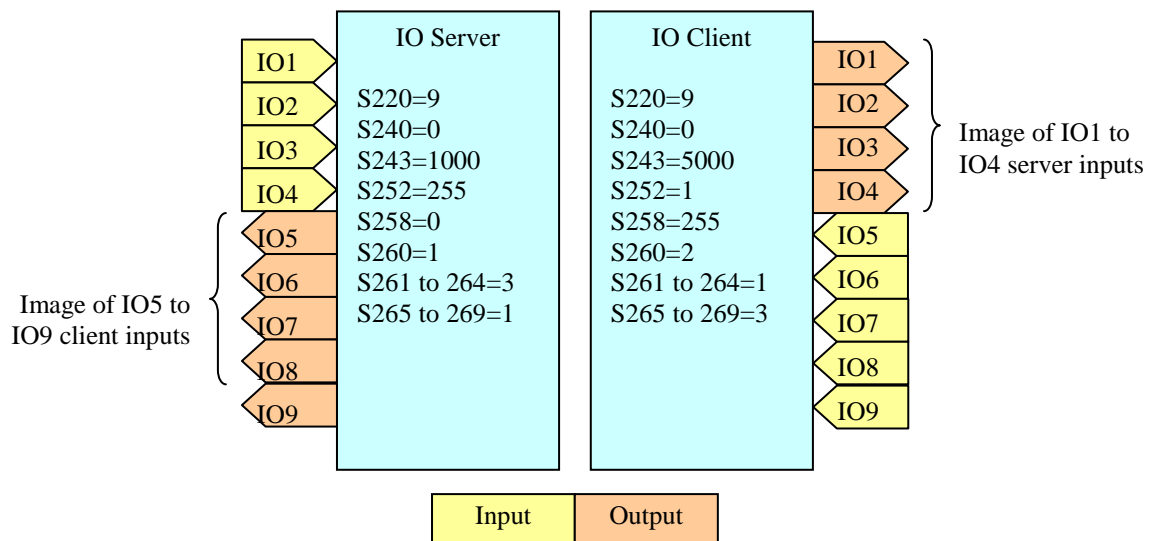 IO Server
IO1
IO2
IO3
IO4
IO5
IO6
IO7
IO8
IO9
S220=9
S240=0
S243=1000
S252=255
S258=0
S260=1
S261 to 264=3
S265 to 269=1
Image of IO5 to
IO9 client inputs
IO Client
S220=9
S240=0
S243=5000
S252=1
S258=255
S260=2
S261 to 264=1
S265 to 269=3
IO1
IO2
IO3
IO4
IO5
IO6
IO7
IO8
IO9
Image of IO1 to
IO4 server inputs
Input
Output